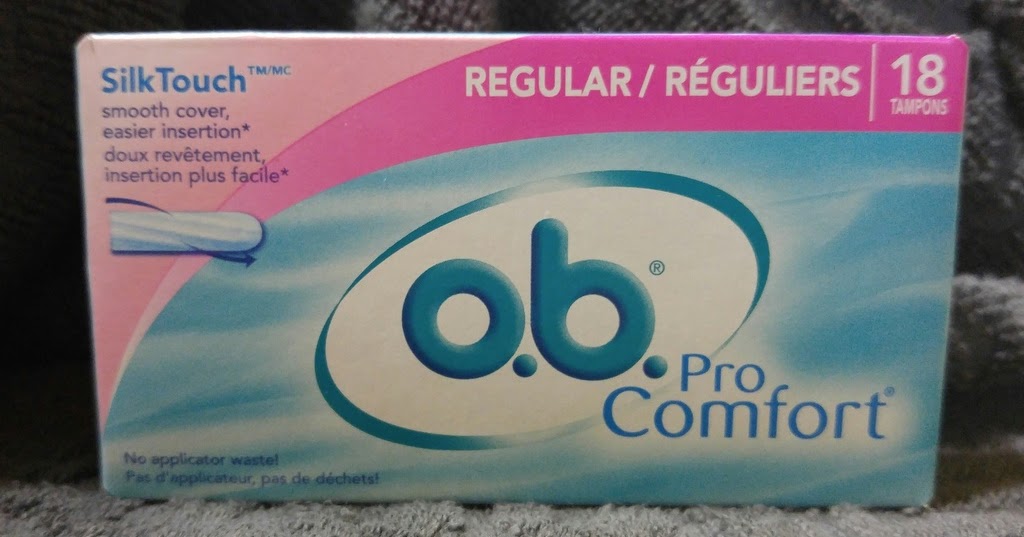 SilkTouch™/MC
smooth cover,
easier insertion*
doux revêtement,
insertion plus facile*
REGULAR / RÉGULIERS
18
TAMPONS
o.b.®
Pro
Comfort®
No applicator waste!
Pas d'applicateur, pas de déchets!